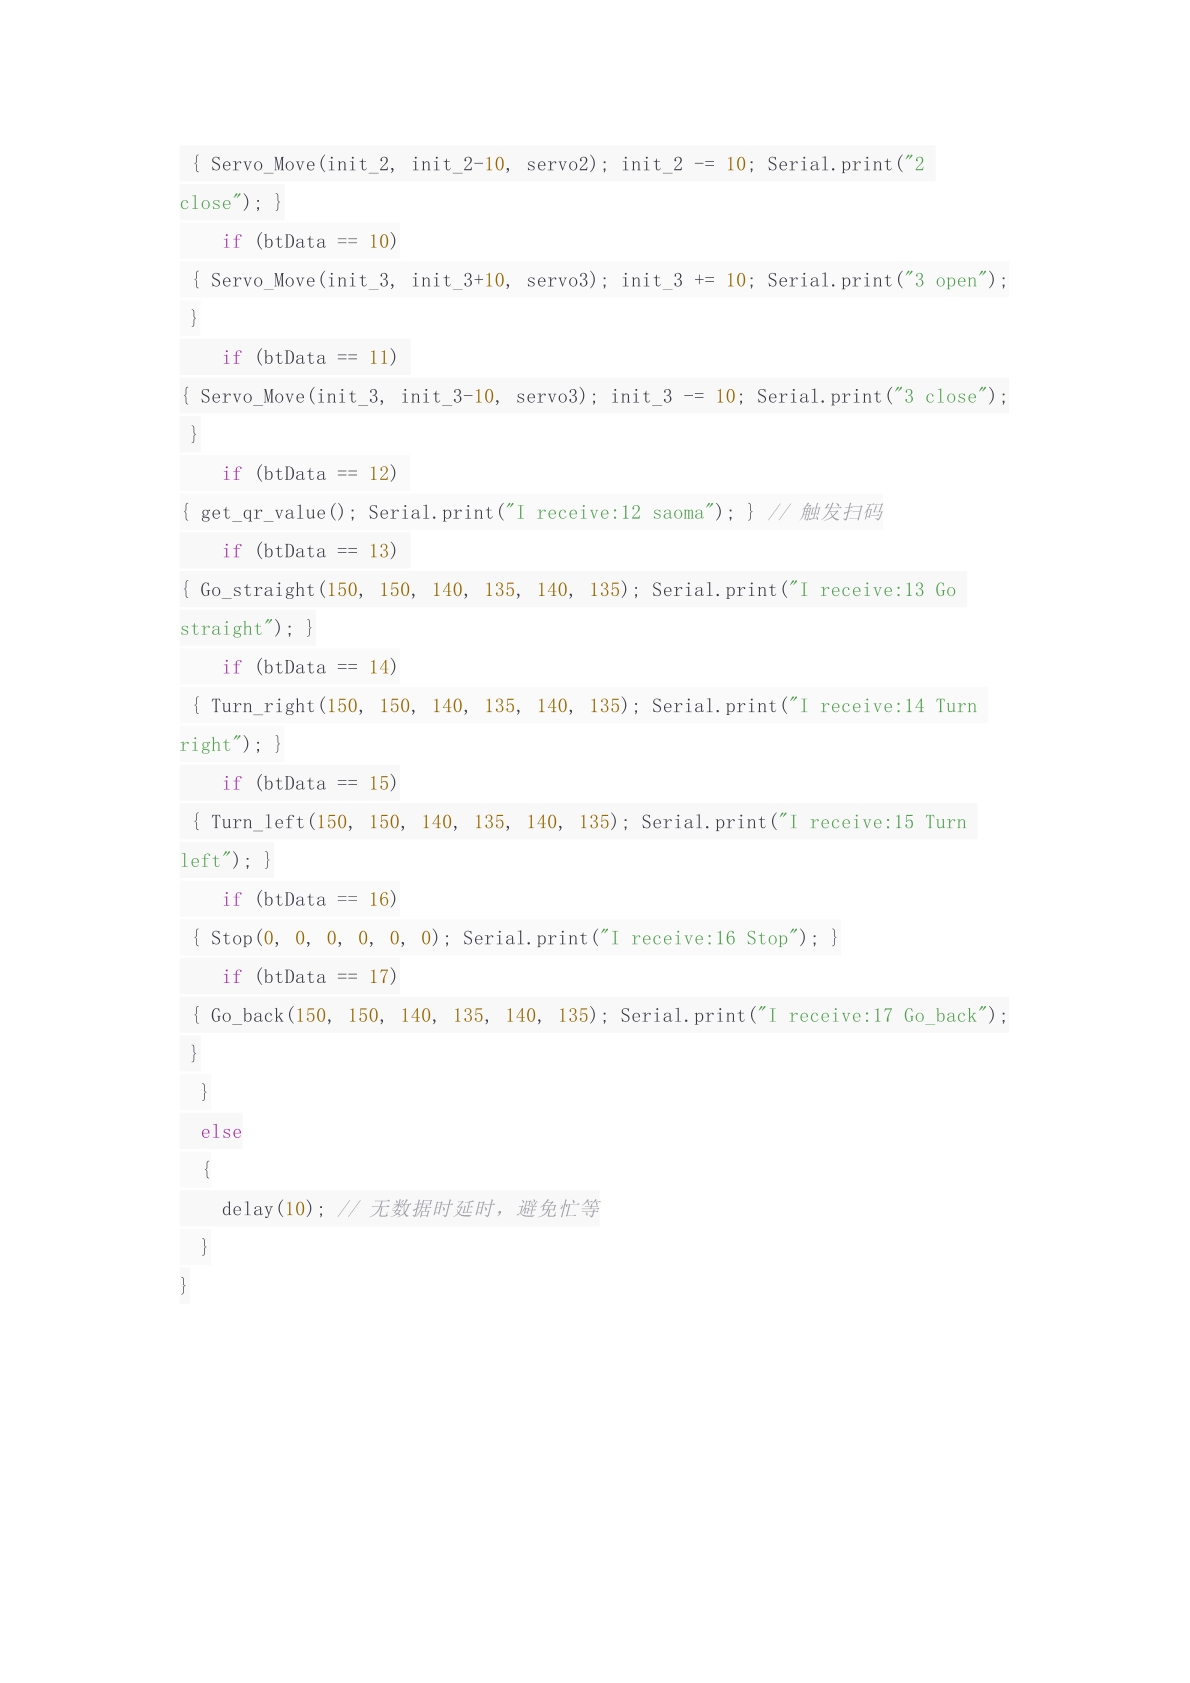 { Servo_Move(init_2, init_2-10, servo2); init_2 -= 10; Serial.print("2
close"); }
if (btData == 10)
{ Servo_Move(init_3, init_3+10, servo3); init_3 += 10; Serial.print("3 open");
}
if (btData == 11)
{ Servo_Move(init_3, init_3-10, servo3); init_3 -= 10; Serial.print("3 close");
}
if (btData == 12)
{ get_qr_value(); Serial.print("I receive:12 saoma"); } // 触发扫码
if (btData == 13)
{ Go_straight(150, 150, 140, 135, 140, 135); Serial.print("I receive:13 Go
straight"); }
if (btData == 14)
{ Turn_right(150, 150, 140, 135, 140, 135); Serial.print("I receive:14 Turn
right"); }
if (btData == 15)
{ Turn_left(150, 150, 140, 135, 140, 135); Serial.print("I receive:15 Turn
left"); }
if (btData == 16)
{ Stop(0, 0, 0, 0, 0, 0); Serial.print("I receive:16 Stop"); }
if (btData == 17)
{ Go_back(150, 150, 140, 135, 140, 135); Serial.print("I receive:17 Go_back");
}
}
else
{
delay(10); // 无数据时延时，避免忙等
}
}